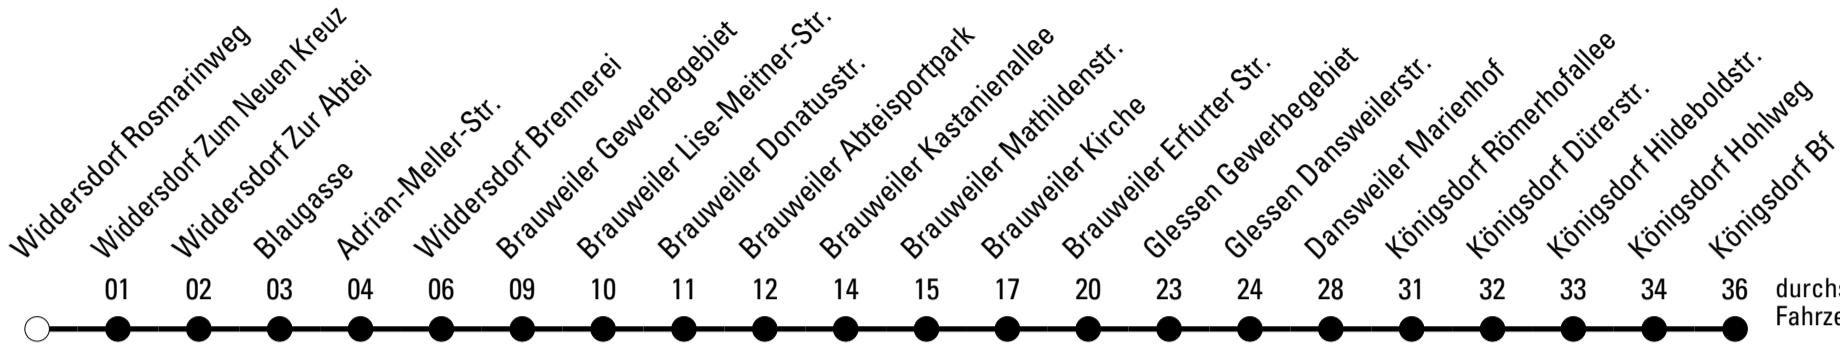 Widdersdorf Rosmarinweg
Widdersdorf Zum Neuen Kreuz
Widdersdorf Zur Abtei
Blaugasse
Adrian-Meller-Str.
Widdersdorf Brennerei
Brauweiler Gewerbegebiet
Brauweiler Lise-Meitner-Str.
Brauweiler Donatusstr.
Brauweiler Abteisportpark
Brauweiler Kastanienallee
Brauweiler Mathildenstr.
Brauweiler Kirche
Brauweiler Erfurter Str.
Glessen Gewerbegebiet
Glessen Dansweilerstr.
Dansweiler Marienhof
Königsdorf Römerhofallee
Königsdorf Dürerstr.
Königsdorf Hildeboldstr.
Königsdorf Hohlweg
Königsdorf Bf
01 02 03 04 06 09 10 11 12 14 15 17 20 23 24 28 31 32 33 34 36